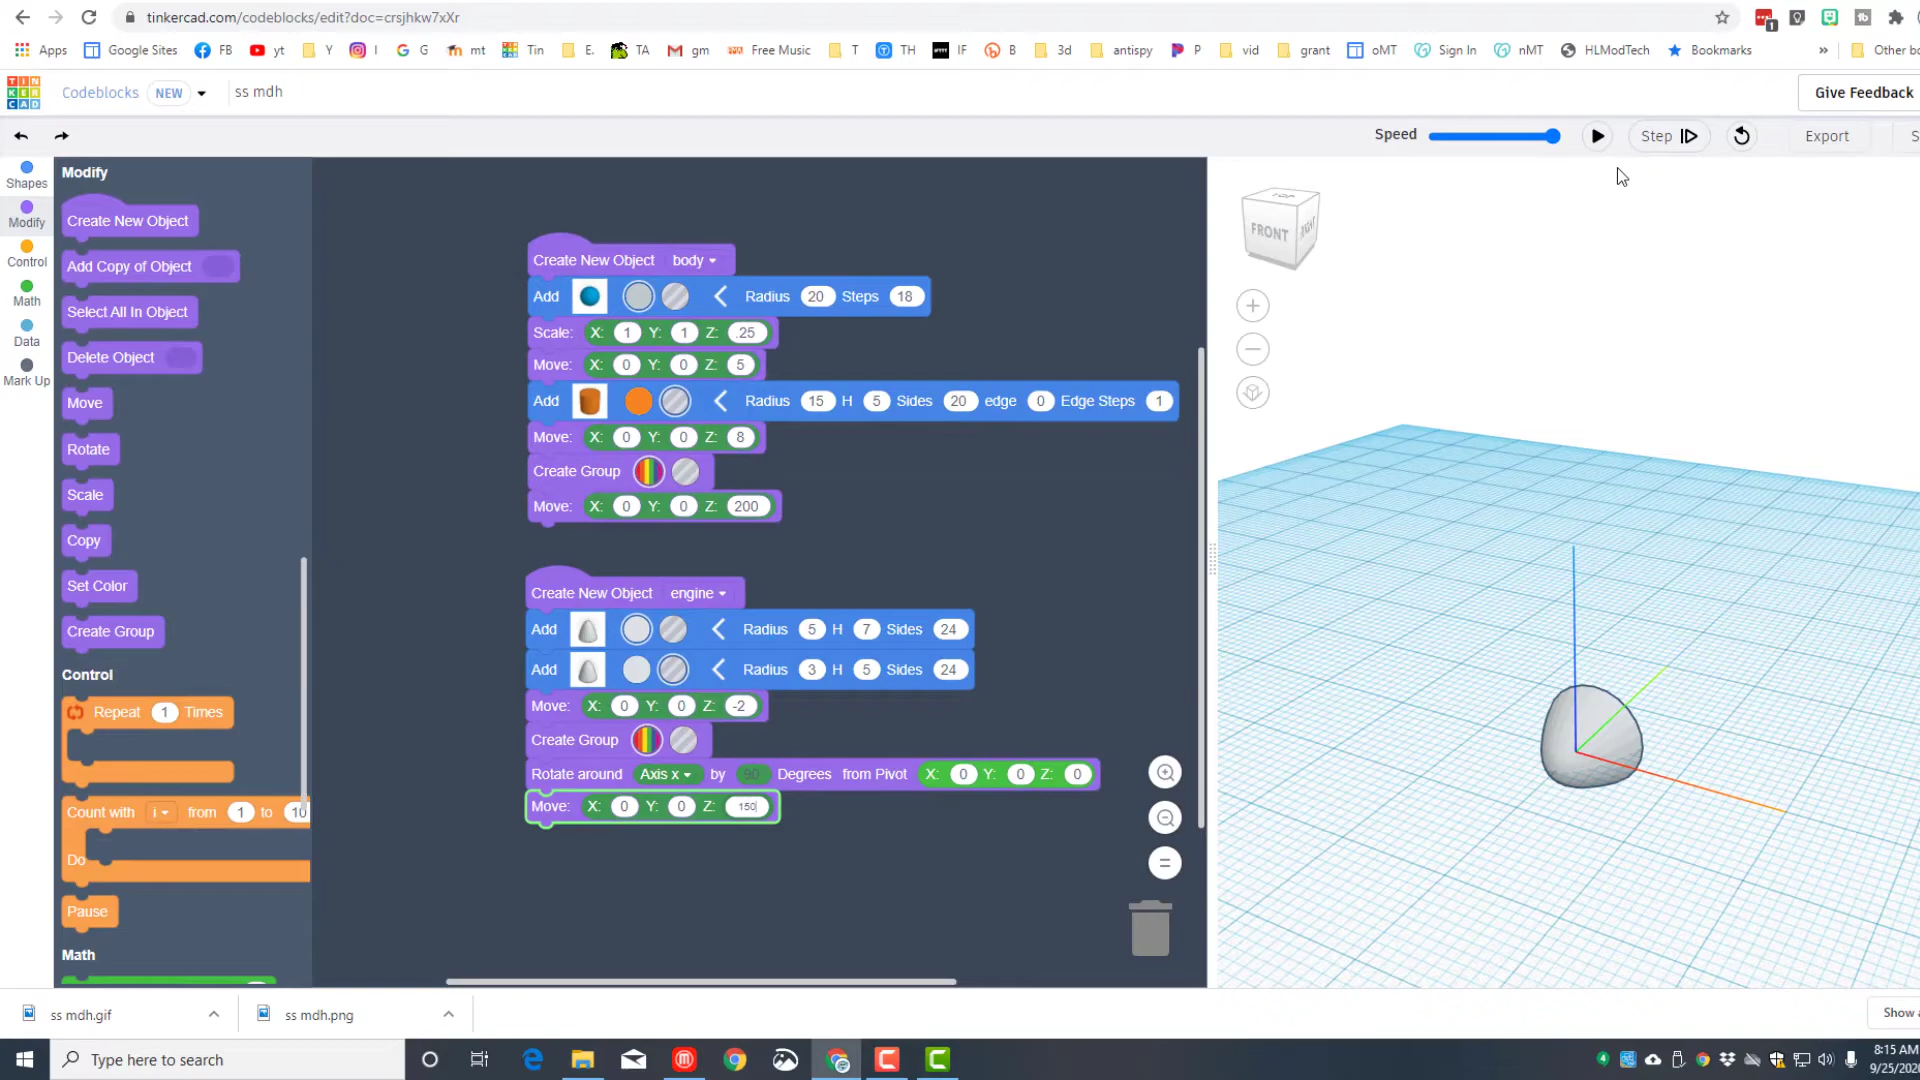 tinkercad.com/codeblocks/edit?doc=crsjhkw7xXr
1
Apps Google Sites FB yt Y I G mt Tin E. TA gm Free Music T TH IF B 3d antispy P vid grant oMT Sign In nMT HLModTech Bookmarks » Other bo
TIN
KER
CAD
Codeblocks NEW ss mdh Give Feedback
Speed Step Export S
Shapes
Modify
Control
Math
Data
Mark Up
Modify
Create New Object
Add Copy of Object
Select All In Object
Delete Object
Move
Rotate
Scale
Copy
Set Color
Create Group
Control
Repeat 1 Times
Count with i from 1 to 10
Do
Pause
Math
Create New Object body
Add Radius 20 Steps 18
Scale: X: 1 Y: 1 Z: .25
Move: X: 0 Y: 0 Z: 5
Add Radius 15 H 5 Sides 20 edge 0 Edge Steps 1
Move: X: 0 Y: 0 Z: 8
Create Group
Move: X: 0 Y: 0 Z: 200
Create New Object engine
Add Radius 5 H 7 Sides 24
Add Radius 3 H 5 Sides 24
Move: X: 0 Y: 0 Z: -2
Create Group
Rotate around Axis x by 90 Degrees from Pivot X: 0 Y: 0 Z: 0
Move: X: 0 Y: 0 Z: 150
TOP
FRONT
RIGHT
ss mdh.gif ss mdh.png Show a
Type here to search
8:15 AM
9/25/2020